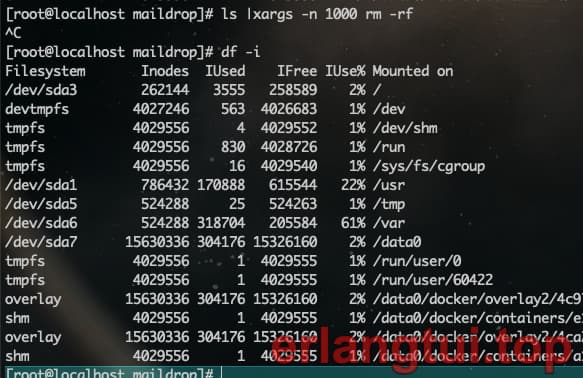 [root@localhost maildrop]# ls |xargs -n 1000 rm -rf
^C
[root@localhost maildrop]# df -i
Filesystem Inodes IUsed IFree IUse% Mounted on
/dev/sda3 262144 3555 258589 2% /
devtmpfs 4027246 563 4026683 1% /dev
tmpfs 4029556 4 4029552 1% /dev/shm
tmpfs 4029556 830 4028726 1% /run
tmpfs 4029556 16 4029540 1% /sys/fs/cgroup
/dev/sda1 786432 170888 615544 22% /usr
/dev/sda5 524288 25 524263 1% /tmp
/dev/sda6 524288 318704 205584 61% /var
/dev/sda7 15630336 304176 15326160 2% /data0
tmpfs 4029556 1 4029555 1% /run/user/0
tmpfs 4029556 1 4029555 1% /run/user/60422
overlay 15630336 304176 15326160 2% /data0/docker/overlay2/4c97
shm 4029556 1 4029555 1% /data0/docker/containers/e
overlay 15630336 304176 15326160 2% /data0/docker/overlay2/4ca
shm 4029556 1 4029555 1% /data0/docker/containers/a
[root@localhost maildrop]#
erlangtui.top